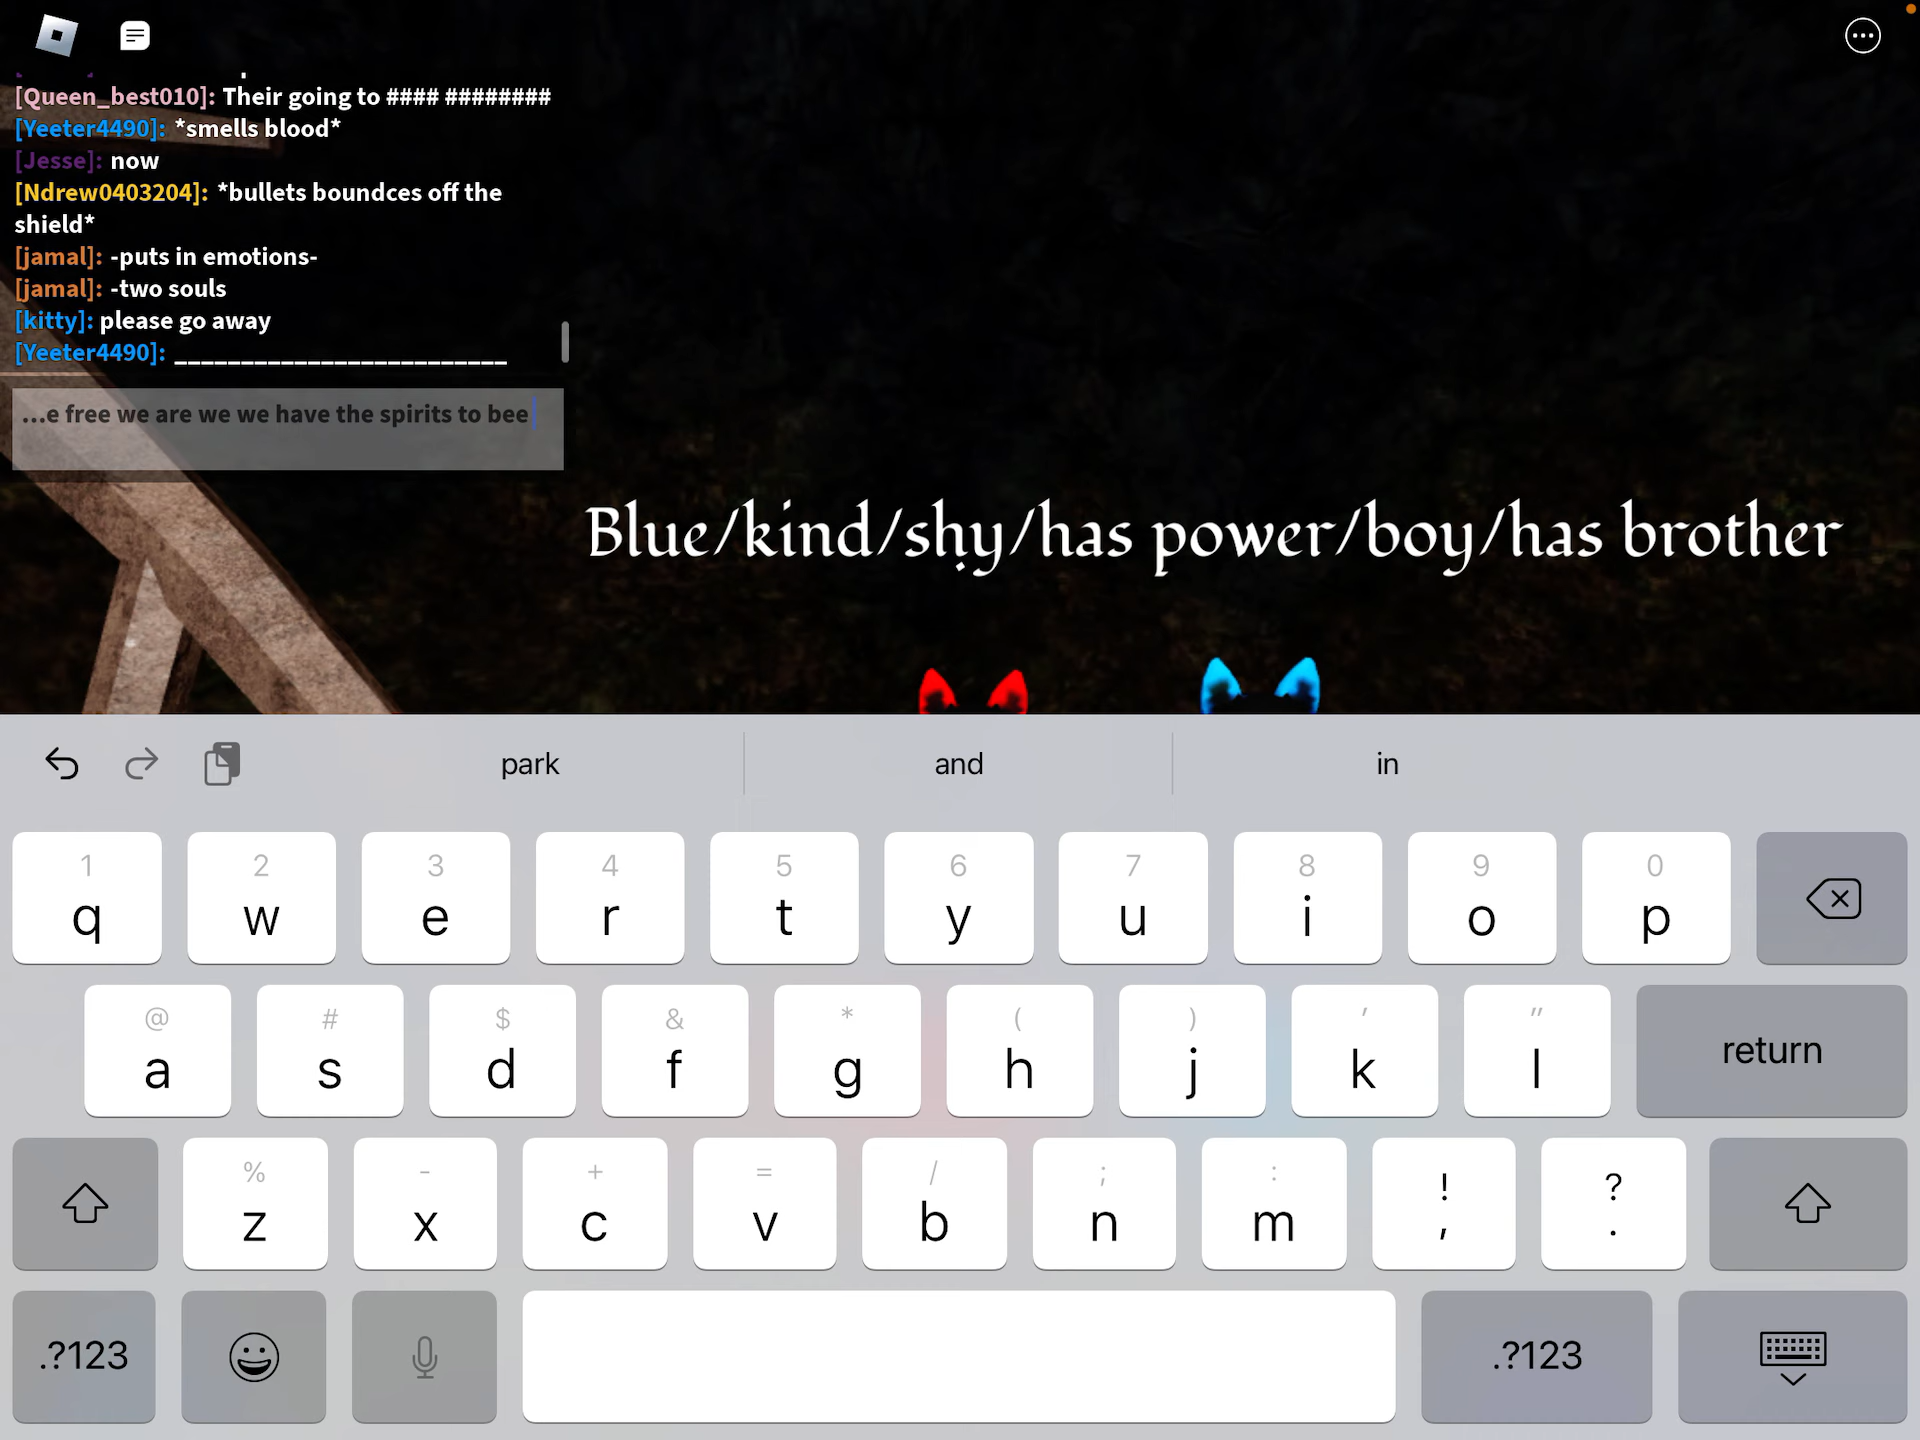 [Queen_best010]: Their going to #### ########
[Yeeter4490]: *smells blood*
[Jesse]: now
[Ndrew0403204]: *bullets boundces off the
shield*
[jamal]: -puts in emotions-
[jamal]: -two souls
[kitty]: please go away
[Yeeter4490]: _________________________
...e free we are we we have the spirits to bee
Blue/kind/shy/has power/boy/has brother
park and in
1 2 3 4 5 6 7 8 9 0
q w e r t y u i o p
@ # $ & * ( ) ' "
a s d f g h j k l return
% - + = / ; : ! ?
z x c v b n m , .
.?123 .?123